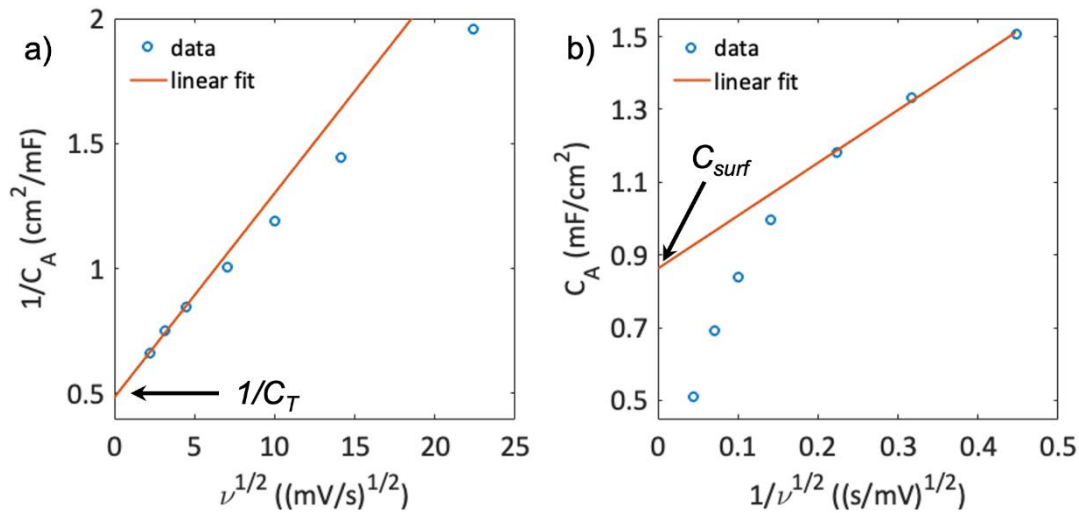 a)
data
linear fit
2
1.5
1
0.5
1/C_A (cm²/mF)
1/C_T
0 5 10 15 20 25
ν^{1/2} ((mV/s)^{1/2})
b)
data
linear fit
1.5
1.3
1.1
0.9
0.7
0.5
C_A (mF/cm²)
C_surf
0 0.1 0.2 0.3 0.4 0.5
1/ν^{1/2} ((s/mV)^{1/2})